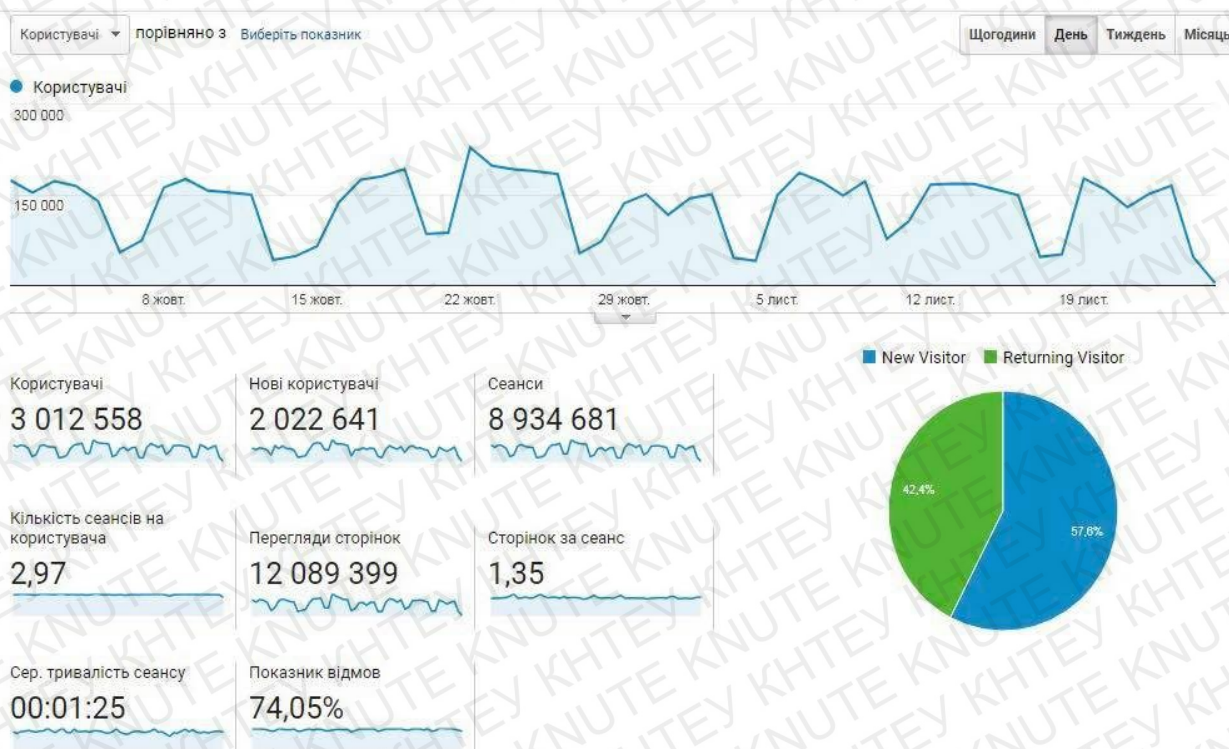 Користувачі порівняно з Виберіть показник Щогодини День Тиждень Місяць
Користувачі
300 000
150 000
8 жовт. 15 жовт. 22 жовт. 29 жовт. 5 лист. 12 лист. 19 лист.
New Visitor Returning Visitor
Користувачі Нові користувачі Сеанси
3 012 558 2 022 641 8 934 681
42,4%
57,6%
Кількість сеансів на
користувача Перегляди сторінок Сторінок за сеанс
2,97 12 089 399 1,35
Сер. тривалість сеансу Показник відмов
00:01:25 74,05%
KNUTE КНТЕУ